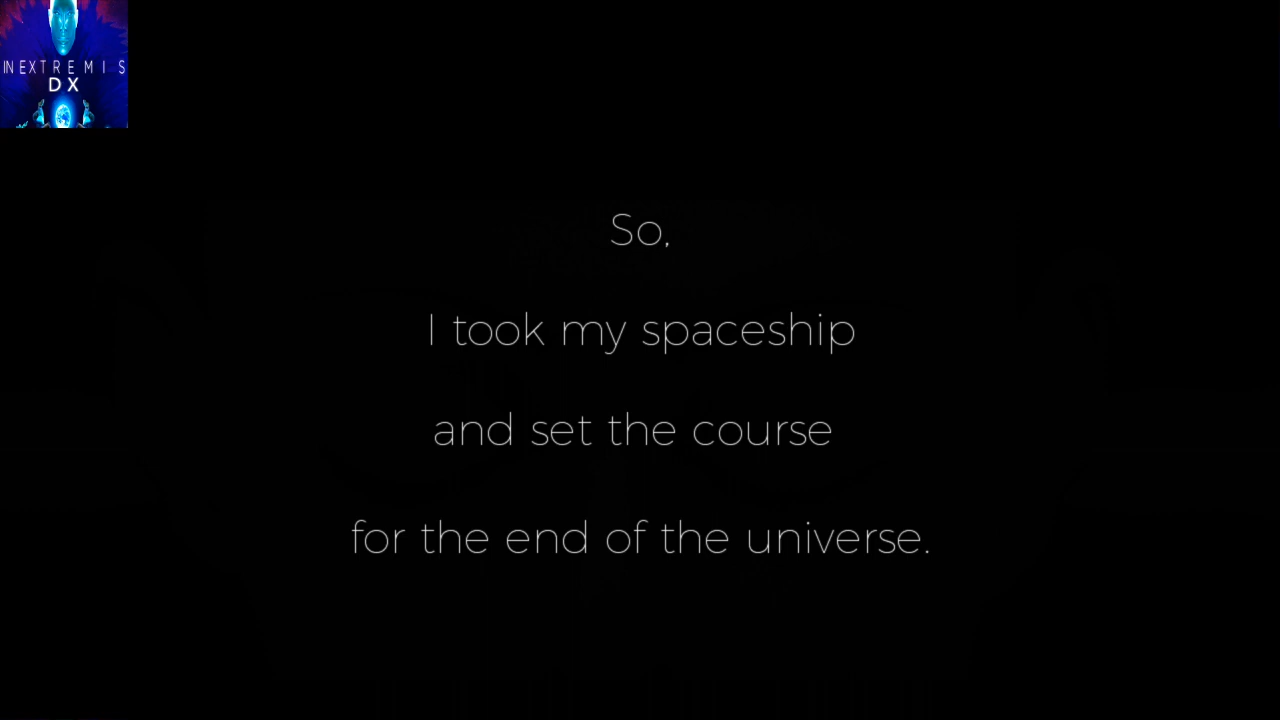 INEXTREMIS
DX
So,
I took my spaceship
and set the course
for the end of the universe.